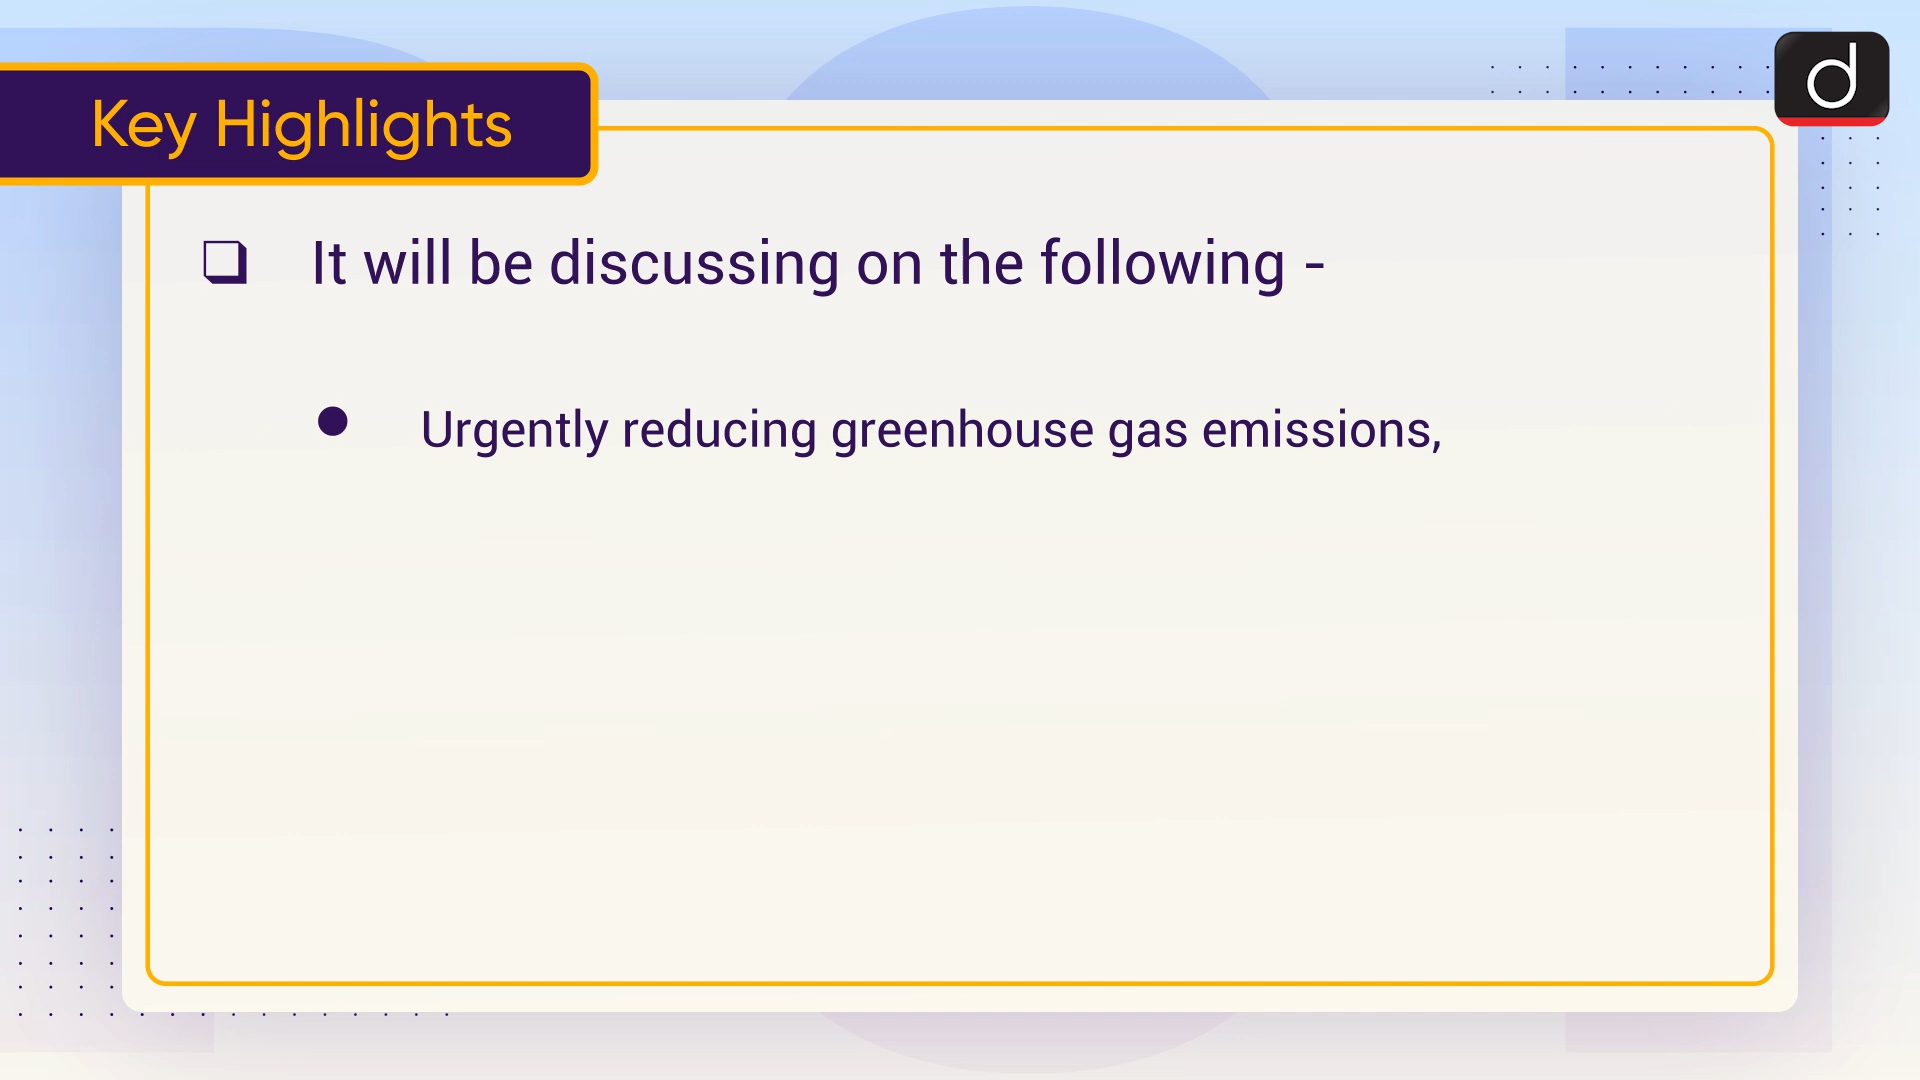 d
Key Highlights
❑ It will be discussing on the following -
● Urgently reducing greenhouse gas emissions,